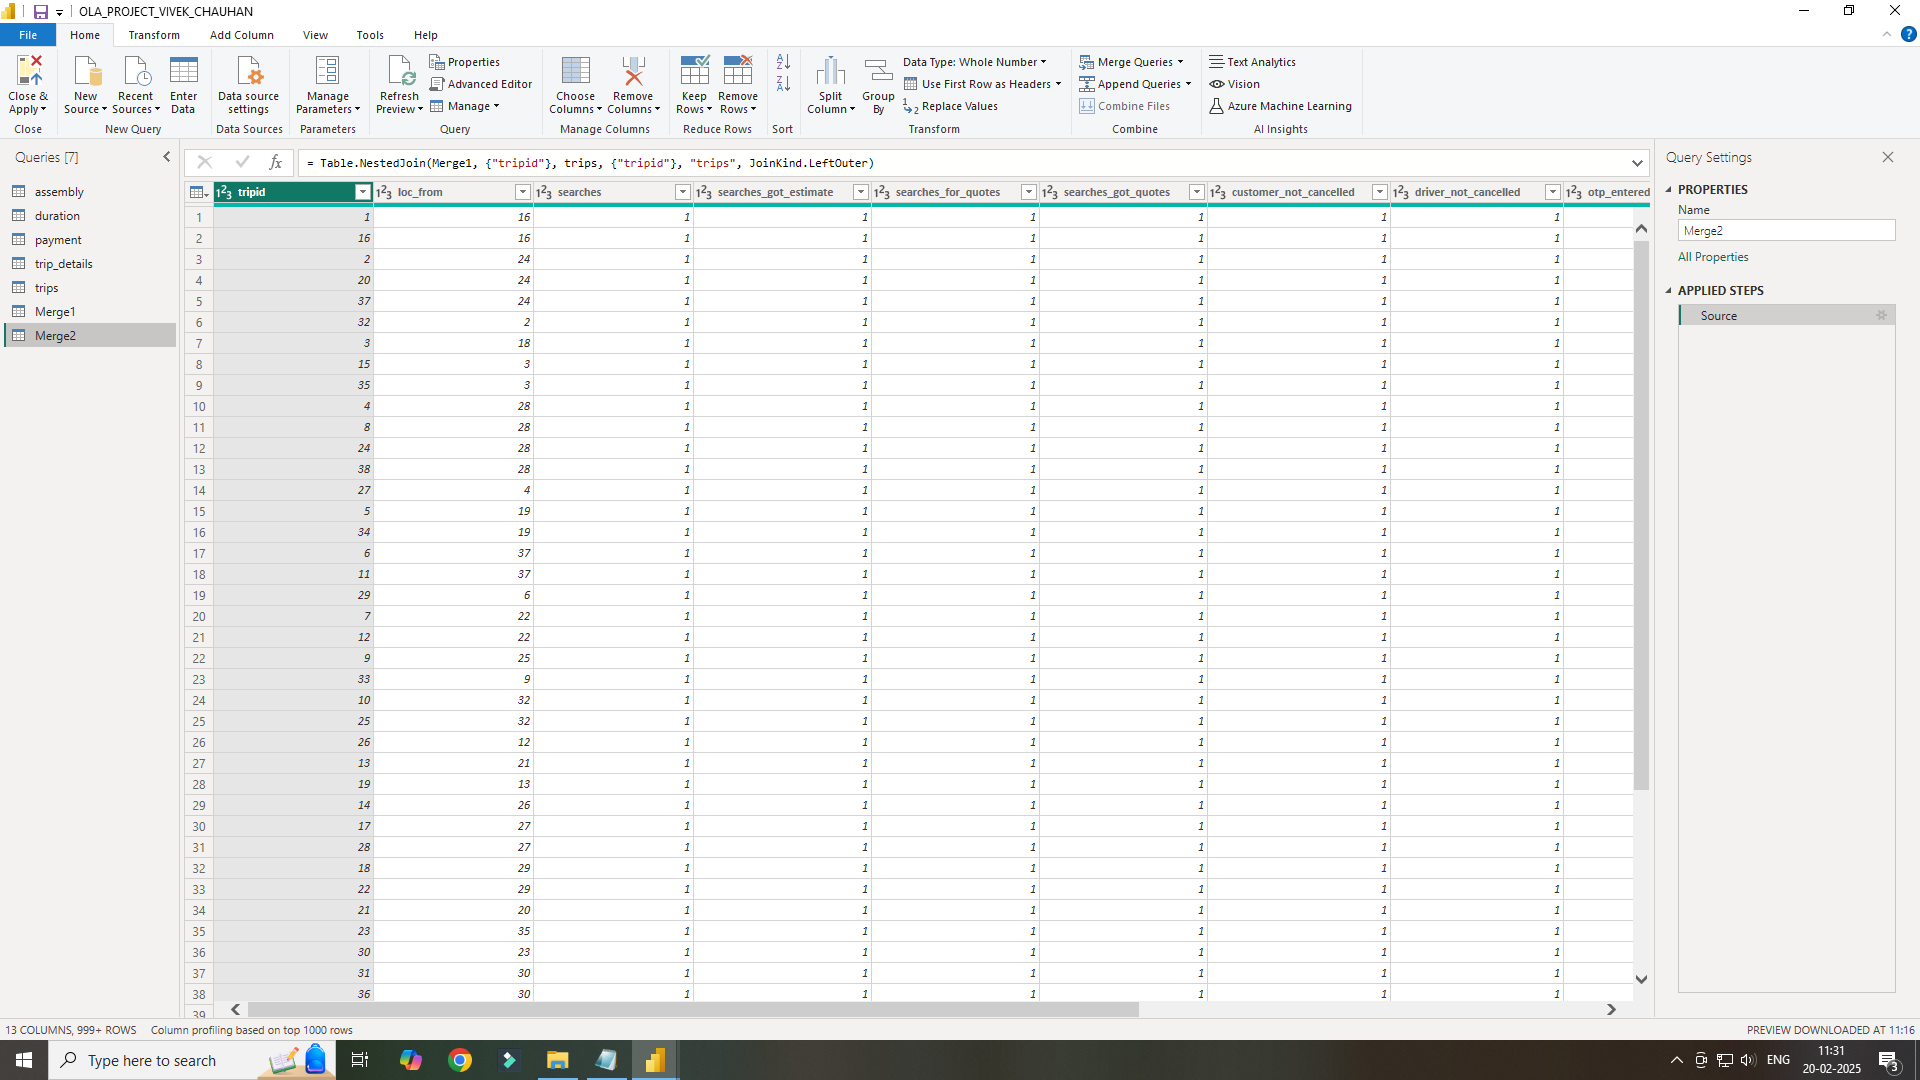 OLA_PROJECT_VIVEK_CHAUHAN
File Home Transform Add Column View Tools Help
Close & Apply
Close
New Source
Recent Sources
Enter Data
New Query
Data source settings
Data Sources
Manage Parameters
Parameters
Refresh Preview
Properties
Advanced Editor
Manage
Query
Choose Columns
Remove Columns
Manage Columns
Keep Rows
Remove Rows
Reduce Rows
Sort
Split Column
Group By
Data Type: Whole Number
Use First Row as Headers
Replace Values
Transform
Merge Queries
Append Queries
Combine Files
Combine
Text Analytics
Vision
Azure Machine Learning
AI Insights
Queries [7]
assembly
duration
payment
trip_details
trips
Merge1
Merge2
= Table.NestedJoin(Merge1, {"tripid"}, trips, {"tripid"}, "trips", JoinKind.LeftOuter)
tripid loc_from searches searches_got_estimate searches_for_quotes searches_got_quotes customer_not_cancelled driver_not_cancelled otp_entered
1 1 16 1 1 1 1 1 1
2 16 16 1 1 1 1 1 1
3 2 24 1 1 1 1 1 1
4 20 24 1 1 1 1 1 1
5 37 24 1 1 1 1 1 1
6 32 2 1 1 1 1 1 1
7 3 18 1 1 1 1 1 1
8 15 3 1 1 1 1 1 1
9 35 3 1 1 1 1 1 1
10 4 28 1 1 1 1 1 1
11 8 28 1 1 1 1 1 1
12 24 28 1 1 1 1 1 1
13 38 28 1 1 1 1 1 1
14 27 4 1 1 1 1 1 1
15 5 19 1 1 1 1 1 1
16 34 19 1 1 1 1 1 1
17 6 37 1 1 1 1 1 1
18 11 37 1 1 1 1 1 1
19 29 6 1 1 1 1 1 1
20 7 22 1 1 1 1 1 1
21 12 22 1 1 1 1 1 1
22 9 25 1 1 1 1 1 1
23 33 9 1 1 1 1 1 1
24 10 32 1 1 1 1 1 1
25 25 32 1 1 1 1 1 1
26 26 12 1 1 1 1 1 1
27 13 21 1 1 1 1 1 1
28 19 13 1 1 1 1 1 1
29 14 26 1 1 1 1 1 1
30 17 27 1 1 1 1 1 1
31 28 27 1 1 1 1 1 1
32 18 29 1 1 1 1 1 1
33 22 29 1 1 1 1 1 1
34 21 20 1 1 1 1 1 1
35 23 35 1 1 1 1 1 1
36 30 23 1 1 1 1 1 1
37 31 30 1 1 1 1 1 1
38 36 30 1 1 1 1 1 1
39
Query Settings
PROPERTIES
Name
Merge2
All Properties
APPLIED STEPS
Source
13 COLUMNS, 999+ ROWS Column profiling based on top 1000 rows
PREVIEW DOWNLOADED AT 11:16
Type here to search
ENG
11:31
20-02-2025
3